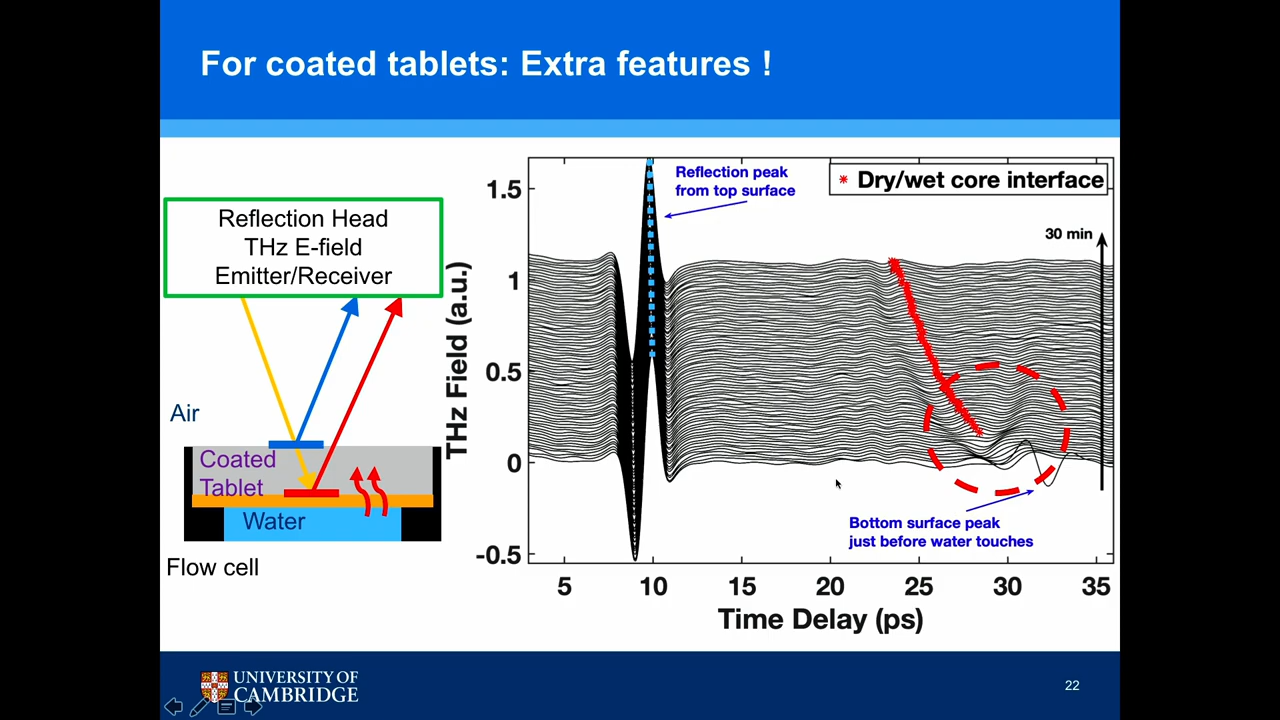 For coated tablets: Extra features !
Reflection Head
THz E-field
Emitter/Receiver
Air
Coated
Tablet
Water
Flow cell
THz Field (a.u.)
1.5
1
0.5
0
-0.5
Reflection peak
from top surface
Dry/wet core interface
30 min
Bottom surface peak
just before water touches
5 10 15 20 25 30 35
Time Delay (ps)
UNIVERSITY OF
CAMBRIDGE
22